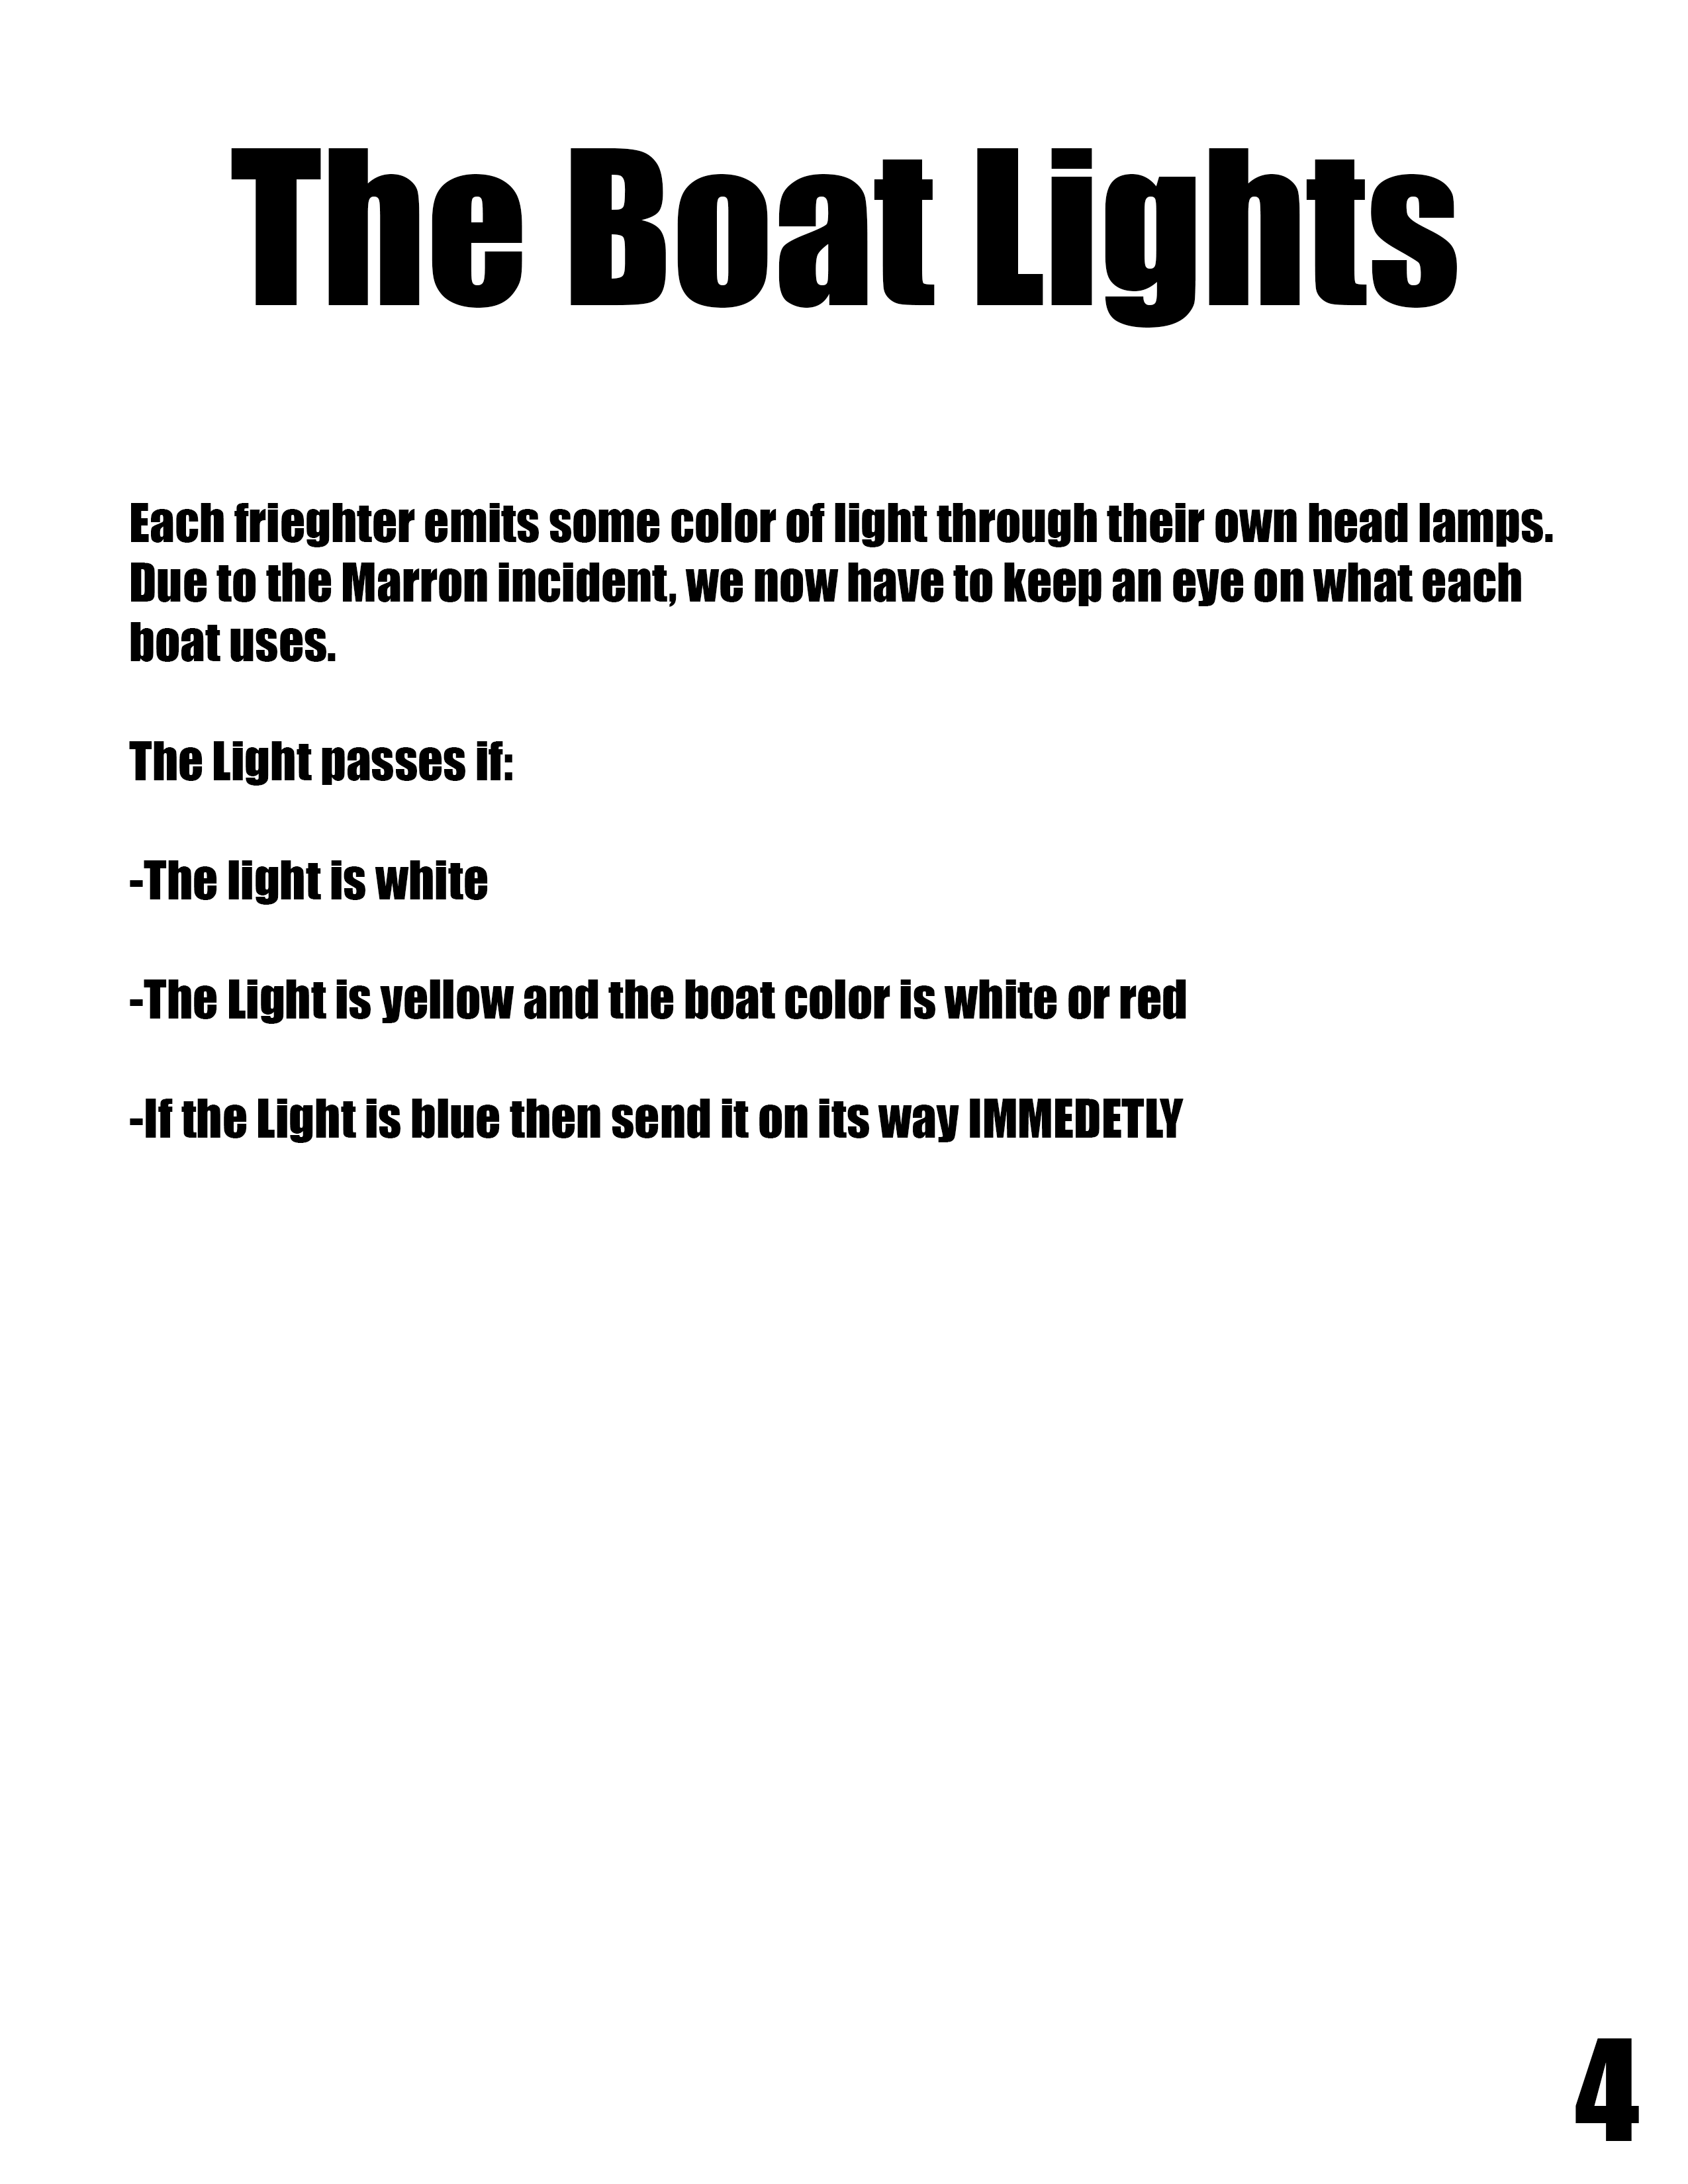 The Boat Lights
Each frieghter emits some color of light through their own head lamps.
Due to the Marron incident, we now have to keep an eye on what each
boat uses.
The Light passes if:
-The light is white
-The Light is yellow and the boat color is white or red
-If the Light is blue then send it on its way IMMEDETLY
4